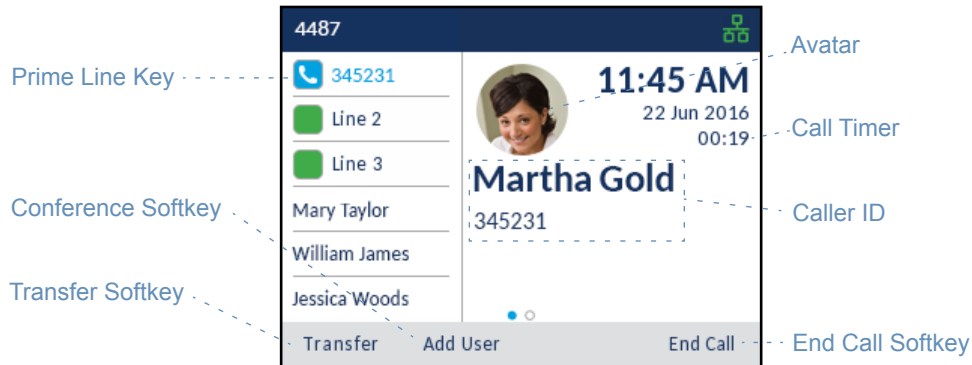 4487
Avatar
Prime Line Key
345231
11:45 AM
22 Jun 2016
Line 2
00:19
Call Timer
Line 3
Martha Gold
Conference Softkey
Mary Taylor
345231
Caller ID
William James
Transfer Softkey
Jessica Woods
Transfer
Add User
End Call
End Call Softkey